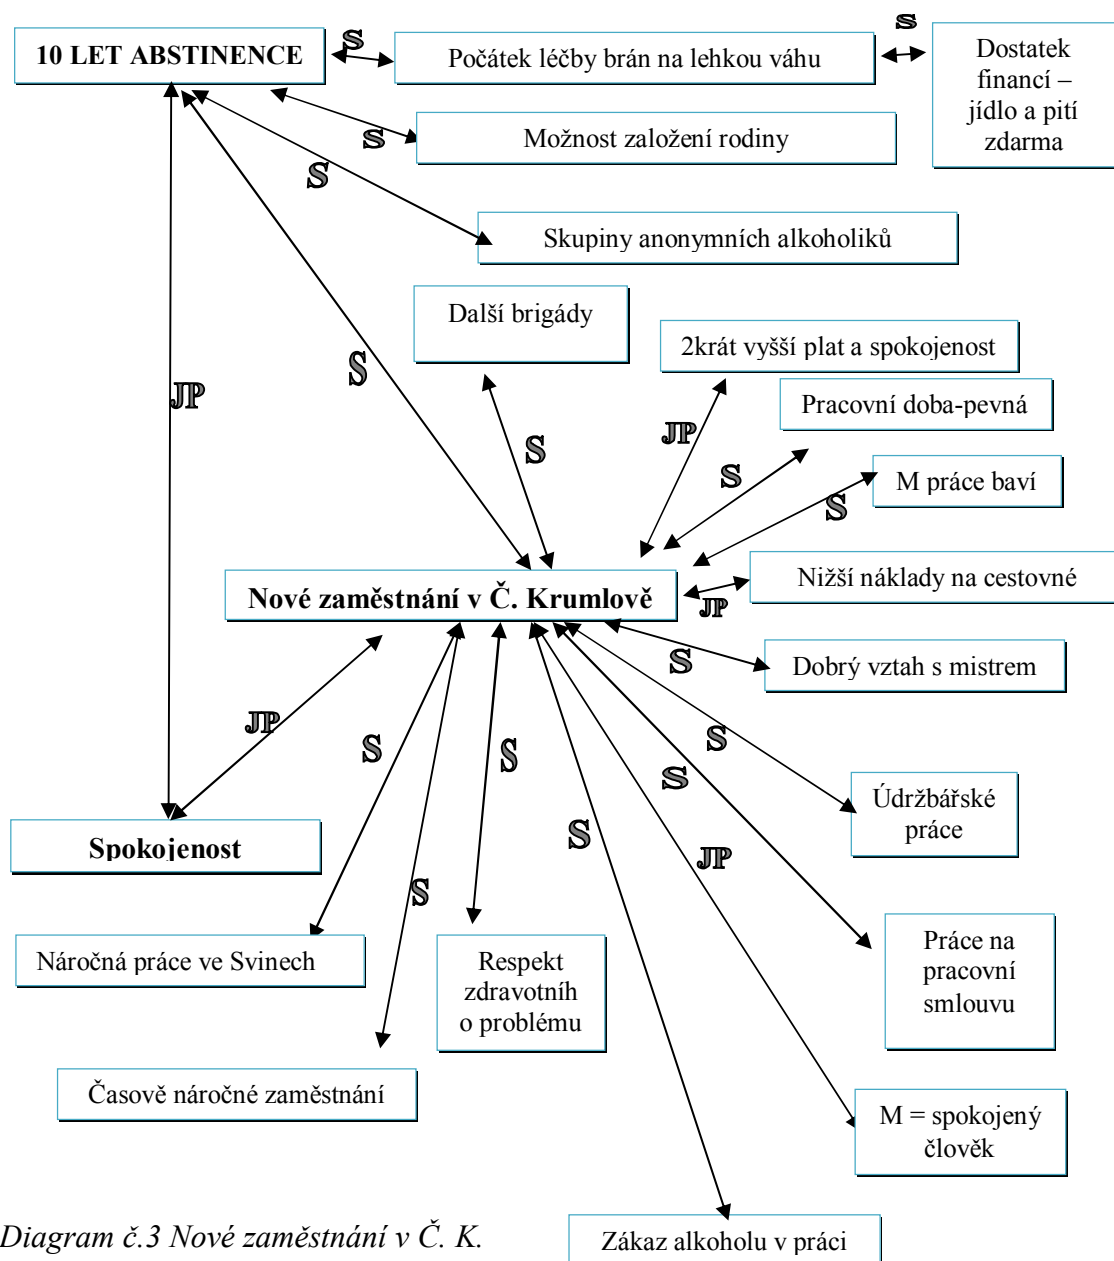 10 LET ABSTINENCE
S
Počátek léčby brán na lehkou váhu
S
Dostatek
financí –
jídlo a pití
zdarma
S
Možnost založení rodiny
S
Skupiny anonymních alkoholiků
S
JP
Další brigády
S
2krát vyšší plat a spokojenost
JP
Pracovní doba-pevná
S
M práce baví
S
Nové zaměstnání v Č. Krumlově
Nižší náklady na cestovné
JP
Dobrý vztah s mistrem
S
JP
S
S
S
S
Údržbářské
práce
S
JP
S
Spokojenost
S
Náročná práce ve Svinech
Respekt
zdravotníh
o problému
Práce na
pracovní
smlouvu
Časově náročné zaměstnání
M = spokojený
člověk
Diagram č.3 Nové zaměstnání v Č. K.
Zákaz alkoholu v práci